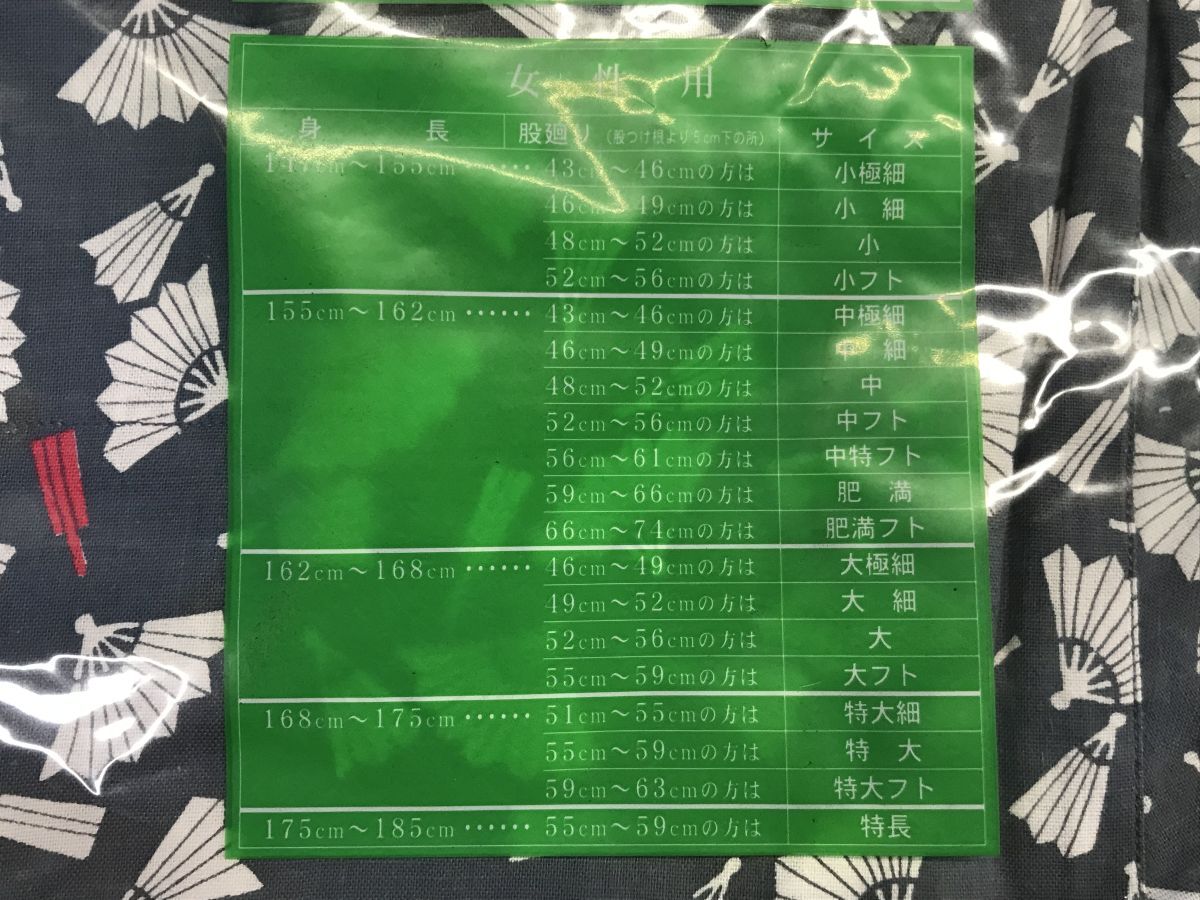 女性用
身長 股廻り（股つけ根より5cm下の所） サイズ
147cm～155cm ⋯⋯ 43cm～46cmの方は 小極細
46cm～49cmの方は 小 細
48cm～52cmの方は 小
52cm～56cmの方は 小フト
155cm～162cm ⋯⋯ 43cm～46cmの方は 中極細
46cm～49cmの方は 中 細
48cm～52cmの方は 中
52cm～56cmの方は 中フト
56cm～61cmの方は 中特フト
59cm～66cmの方は 肥 満
66cm～74cmの方は 肥満フト
162cm～168cm ⋯⋯ 46cm～49cmの方は 大極細
49cm～52cmの方は 大 細
52cm～56cmの方は 大
55cm～59cmの方は 大フト
168cm～175cm ⋯⋯ 51cm～55cmの方は 特大細
55cm～59cmの方は 特 大
59cm～63cmの方は 特大フト
175cm～185cm ⋯⋯ 55cm～59cmの方は 特長